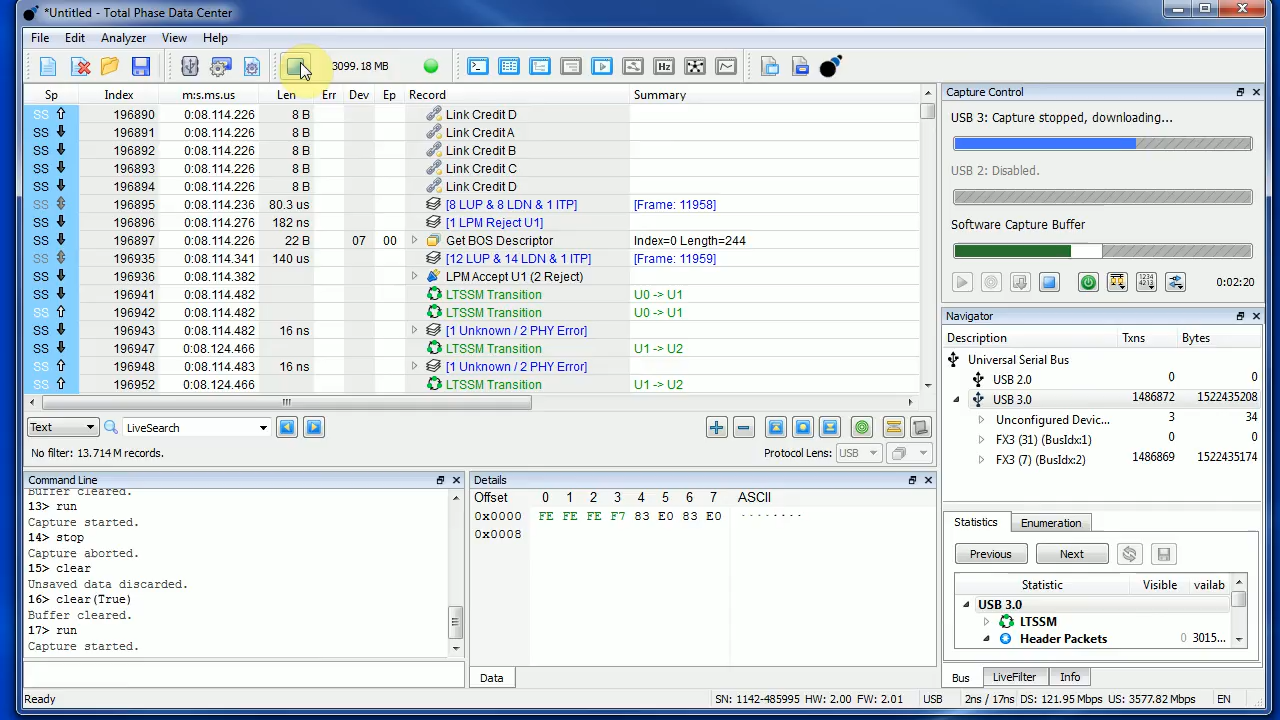 *Untitled - Total Phase Data Center
File Edit Analyzer View Help
3099.18 MB
Sp Index m:s.ms.us Len Err Dev Ep Record Summary
SS 196890 0:08.114.226 8 B Link Credit D
SS 196891 0:08.114.226 8 B Link Credit A
SS 196892 0:08.114.226 8 B Link Credit B
SS 196893 0:08.114.226 8 B Link Credit C
SS 196894 0:08.114.226 8 B Link Credit D
SS 196895 0:08.114.236 80.3 us [8 LUP & 8 LDN & 1 ITP] [Frame: 11958]
SS 196896 0:08.114.276 182 ns [1 LPM Reject U1]
SS 196897 0:08.114.226 22 B 07 00 Get BOS Descriptor Index=0 Length=244
SS 196935 0:08.114.341 140 us [12 LUP & 14 LDN & 1 ITP] [Frame: 11959]
SS 196936 0:08.114.382 LPM Accept U1 (2 Reject)
SS 196941 0:08.114.482 LTSSM Transition U0 -> U1
SS 196942 0:08.114.482 LTSSM Transition U0 -> U1
SS 196943 0:08.114.482 16 ns [1 Unknown / 2 PHY Error]
SS 196947 0:08.124.466 LTSSM Transition U1 -> U2
SS 196948 0:08.114.483 16 ns [1 Unknown / 2 PHY Error]
SS 196952 0:08.124.466 LTSSM Transition U1 -> U2
Text LiveSearch
No filter: 13.714 M records. Protocol Lens: USB
Command Line
Buffer cleared.
13> run
Capture started.
14> stop
Capture aborted.
15> clear
Unsaved data discarded.
16> clear(True)
Buffer cleared.
17> run
Capture started.
Details
Offset 0 1 2 3 4 5 6 7 ASCII
0x0000 FE FE FE F7 83 E0 83 E0 ········
0x0008
Data
Capture Control
USB 3: Capture stopped, downloading...
USB 2: Disabled.
Software Capture Buffer
1234
0:02:20
Navigator
Description Txns Bytes
Universal Serial Bus
USB 2.0 0 0
USB 3.0 1486872 1522435208
Unconfigured Devic... 3 34
FX3 (31) (BusIdx:1) 0 0
FX3 (7) (BusIdx:2) 1486869 1522435174
Statistics Enumeration
Previous Next
Statistic Visible vailab
USB 3.0
LTSSM
Header Packets 0 3015...
Bus LiveFilter Info
Ready SN: 1142-485995 HW: 2.00 FW: 2.01 USB 2ns / 17ns DS: 121.95 Mbps US: 3577.82 Mbps EN